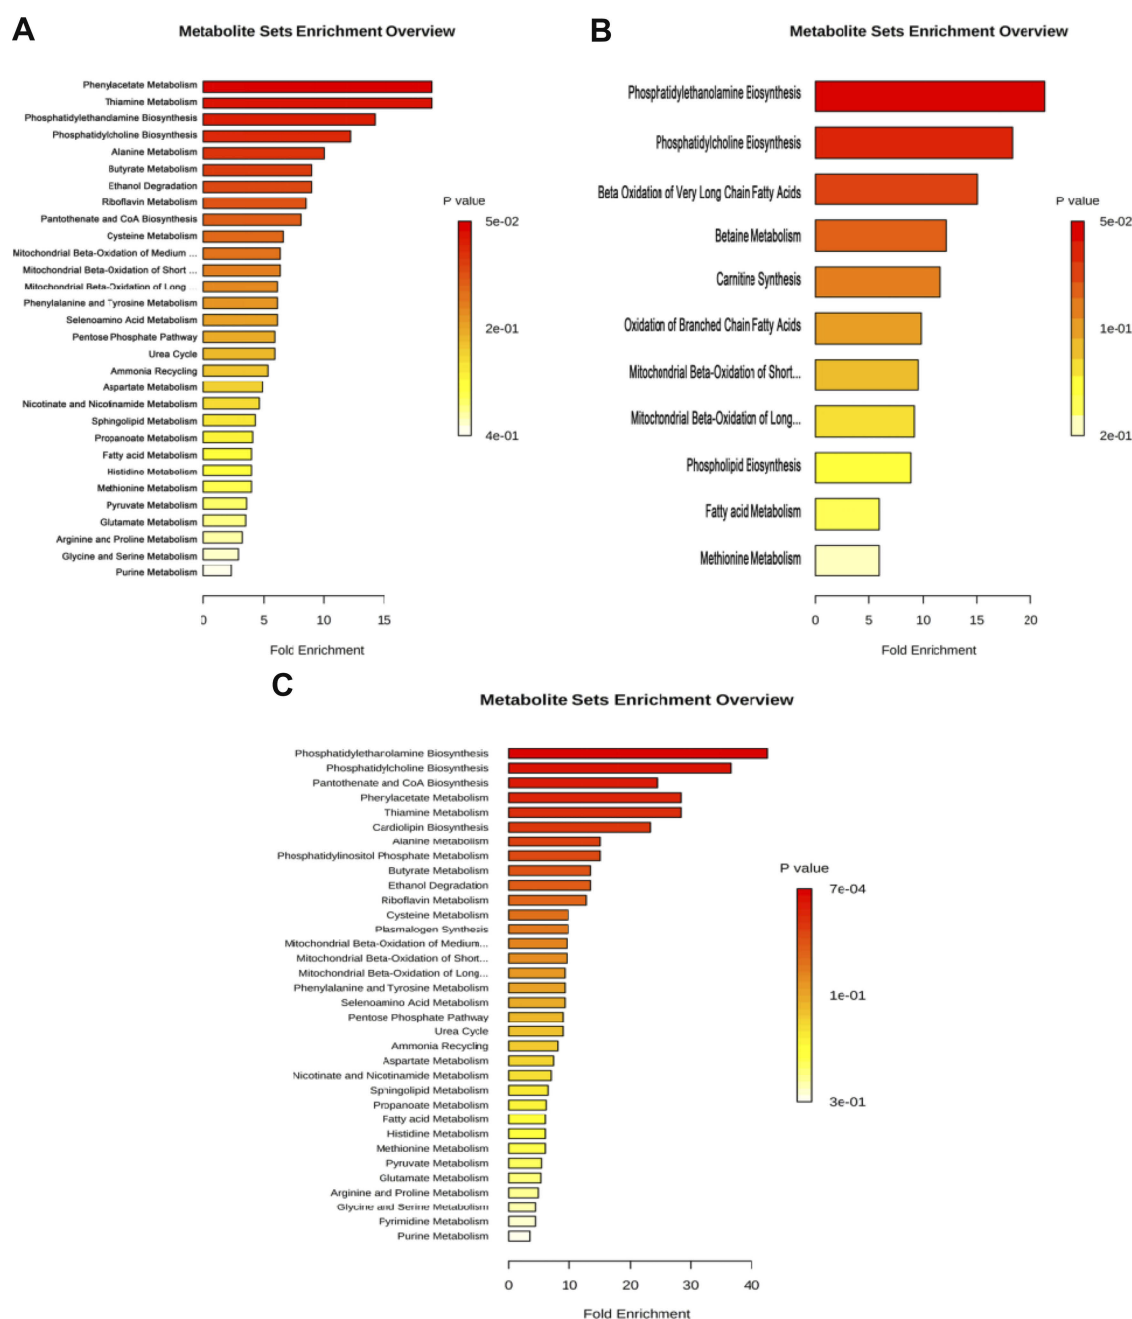 A
Metabolite Sets Enrichment Overview
Phenylacetate Metabolism
Thiamine Metabolism
Phosphatidylethanolamine Biosynthesis
Phosphatidylcholine Biosynthesis
Alanine Metabolism
Butyrate Metabolism
Ethanol Degradation
Riboflavin Metabolism
Pantothenate and CoA Biosynthesis
Cysteine Metabolism
Mitochondrial Beta-Oxidation of Medium ...
Mitochondrial Beta-Oxidation of Short ...
Mitochondrial Beta-Oxidation of Long ...
Phenylalanine and Tyrosine Metabolism
Selenoamino Acid Metabolism
Pentose Phosphate Pathway
Urea Cycle
Ammonia Recycling
Aspartate Metabolism
Nicotinate and Nicotinamide Metabolism
Sphingolipid Metabolism
Propanoate Metabolism
Fatty acid Metabolism
Histidine Metabolism
Methionine Metabolism
Pyruvate Metabolism
Glutamate Metabolism
Arginine and Proline Metabolism
Glycine and Serine Metabolism
Purine Metabolism
0 5 10 15
Fold Enrichment
P value
5e-02
2e-01
4e-01
B
Metabolite Sets Enrichment Overview
Phosphatidylethanolamine Biosynthesis
Phosphatidylcholine Biosynthesis
Beta Oxidation of Very Long Chain Fatty Acids
Betaine Metabolism
Carnitine Synthesis
Oxidation of Branched Chain Fatty Acids
Mitochondrial Beta-Oxidation of Short...
Mitochondrial Beta-Oxidation of Long...
Phospholipid Biosynthesis
Fatty acid Metabolism
Methionine Metabolism
0 5 10 15 20
Fold Enrichment
P value
5e-02
1e-01
2e-01
C
Metabolite Sets Enrichment Overview
Phosphatidylethanolamine Biosynthesis
Phosphatidylcholine Biosynthesis
Pantothenate and CoA Biosynthesis
Phenylacetate Metabolism
Thiamine Metabolism
Cardiolipin Biosynthesis
Alanine Metabolism
Phosphatidylinositol Phosphate Metabolism
Butyrate Metabolism
Ethanol Degradation
Riboflavin Metabolism
Cysteine Metabolism
Plasmalogen Synthesis
Mitochondrial Beta-Oxidation of Medium...
Mitochondrial Beta-Oxidation of Short...
Mitochondrial Beta-Oxidation of Long...
Phenylalanine and Tyrosine Metabolism
Selenoamino Acid Metabolism
Pentose Phosphate Pathway
Urea Cycle
Ammonia Recycling
Aspartate Metabolism
Nicotinate and Nicotinamide Metabolism
Sphingolipid Metabolism
Propanoate Metabolism
Fatty acid Metabolism
Histidine Metabolism
Methionine Metabolism
Pyruvate Metabolism
Glutamate Metabolism
Arginine and Proline Metabolism
Glycine and Serine Metabolism
Pyrimidine Metabolism
Purine Metabolism
0 10 20 30 40
Fold Enrichment
P value
7e-04
1e-01
3e-01